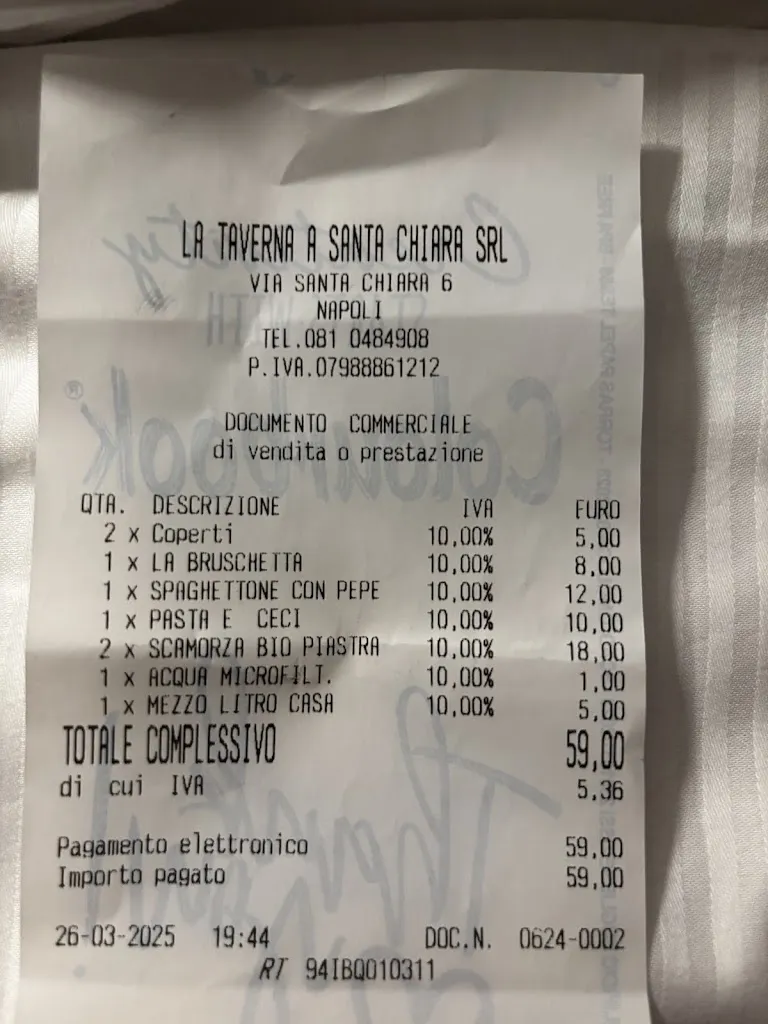 LA TAVERNA A SANTA CHIARA SRL
VIA SANTA CHIARA 6
NAPOLI
TEL.081 0484908
P.IVA.07988861212
DOCUMENTO COMMERCIALE
di vendita o prestazione
QTA. DESCRIZIONE IVA EURO
2 x Coperti 10,00% 5,00
1 x LA BRUSCHETTA 10,00% 8,00
1 x SPAGHETTONE CON PEPE 10,00% 12,00
1 x PASTA E CECI 10,00% 10,00
2 x SCAMORZA BIO PIASTRA 10,00% 18,00
1 x ACQUA MICROFILT. 10,00% 1,00
1 x MEZZO LITRO CASA 10,00% 5,00
TOTALE COMPLESSIVO 59,00
di cui IVA 5,36
Pagamento elettronico 59,00
Importo pagato 59,00
26-03-2025 19:44 DOC.N. 0624-0002
RT 94IBQ010311